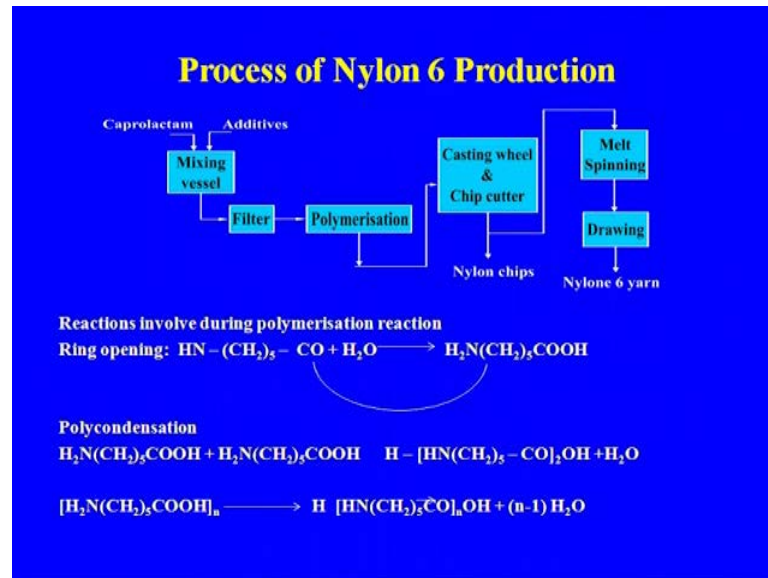 Process of Nylon 6 Production
Caprolactam Additives
Mixing
vessel
Filter
Polymerisation
Casting wheel
&
Chip cutter
Nylon chips
Melt
Spinning
Drawing
Nylone 6 yarn
Reactions involve during polymerisation reaction
Ring opening: HN – (CH₂)₅ – CO + H₂O ⟶ H₂N(CH₂)₅COOH
Polycondensation
H₂N(CH₂)₅COOH + H₂N(CH₂)₅COOH H – [HN(CH₂)₅ – CO]₂OH +H₂O
[H₂N(CH₂)₅COOH]ₙ ⟶ H [HN(CH₂)₅CO]ₙOH + (n-1) H₂O